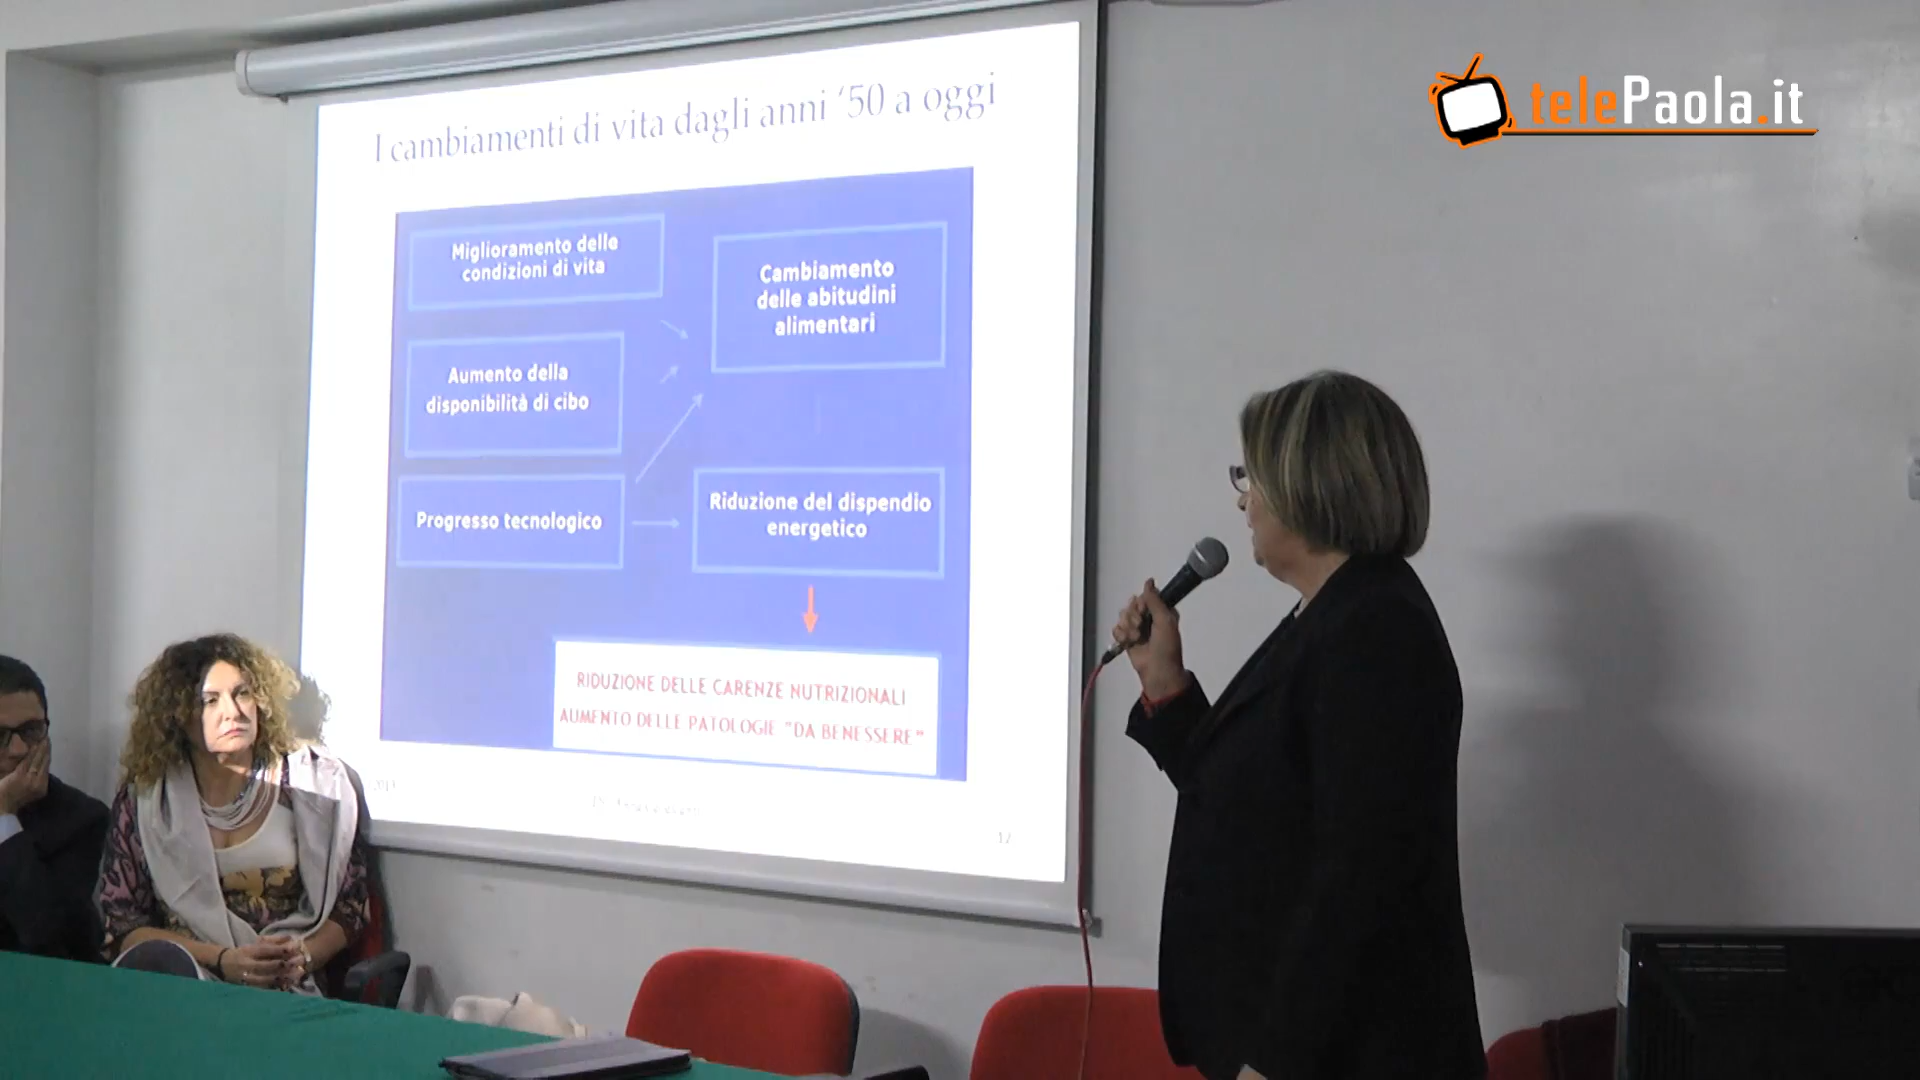 telePaola.it
I cambiamenti di vita dagli anni '50 a oggi
Miglioramento delle
condizioni di vita
Aumento della
disponibilità di cibo
Progresso tecnologico
Cambiamento
delle abitudini
alimentari
Riduzione del dispendio
energetico
RIDUZIONE DELLE CARENZE NUTRIZIONALI
AUMENTO DELLE PATOLOGIE "DA BENESSERE"
12